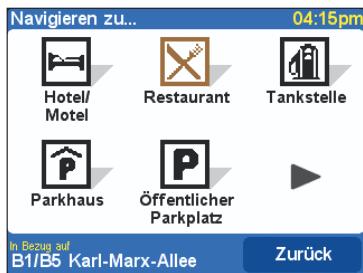 Navigieren zu...
04:15pm
Hotel/
Motel
Restaurant
Tankstelle
P
Parkhaus
P
Öffentlicher
Parkplatz
In Bezug auf
B1/B5 Karl-Marx-Allee
Zurück